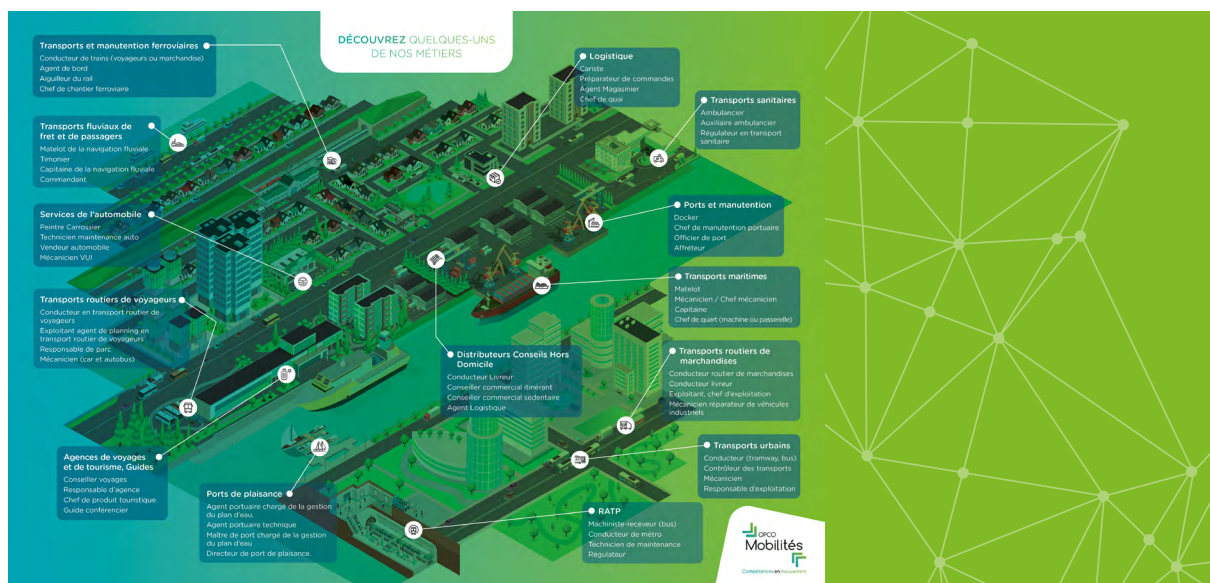 DÉCOUVREZ QUELQUES-UNS
DE NOS MÉTIERS
Transports et manutention ferroviaires
Conducteur de trains (voyageurs ou marchandise)
Agent de bord
Aiguilleur du rail
Chef de chantier ferroviaire
Transports fluviaux de
fret et de passagers
Matelot de la navigation fluviale
Timonier
Capitaine de la navigation fluviale
Commandant
Services de l'automobile
Peintre Carrossier
Technicien maintenance auto
Vendeur automobile
Mécanicien VUI
Transports routiers de voyageurs
Conducteur en transport routier de
voyageurs
Exploitant agent de planning en
transport routier de voyageurs
Responsable de parc
Mécanicien (car et autobus)
Agences de voyages
et de tourisme, Guides
Conseiller voyages
Responsable d'agence
Chef de produit touristique
Guide conférencier
Ports de plaisance
Agent portuaire chargé de la gestion
du plan d'eau.
Agent portuaire technique
Maître de port chargé de la gestion
du plan d'eau
Directeur de port de plaisance.
Distributeurs Conseils Hors
Domicile
Conducteur Livreur
Conseiller commercial itinérant
Conseiller commercial sédentaire
Agent Logistique
Logistique
Cariste
Préparateur de commandes
Agent Magasinier
Chef de quai
Transports sanitaires
Ambulancier
Auxiliaire ambulancier
Régulateur en transport
sanitaire
Ports et manutention
Docker
Chef de manutention portuaire
Officier de port
Affréteur
Transports maritimes
Matelot
Mécanicien / Chef mécanicien
Capitaine
Chef de quart (machine ou passerelle)
Transports routiers de
marchandises
Conducteur routier de marchandises
Conducteur livreur
Exploitant, chef d'exploitation
Mécanicien réparateur de véhicules
industriels
Transports urbains
Conducteur (tramway, bus)
Contrôleur des transports
Mécanicien
Responsable d'exploitation
RATP
Machiniste-receveur (bus)
Conducteur de métro
Technicien de maintenance
Régulateur
OPCO
Mobilités
Compétences en mouvement